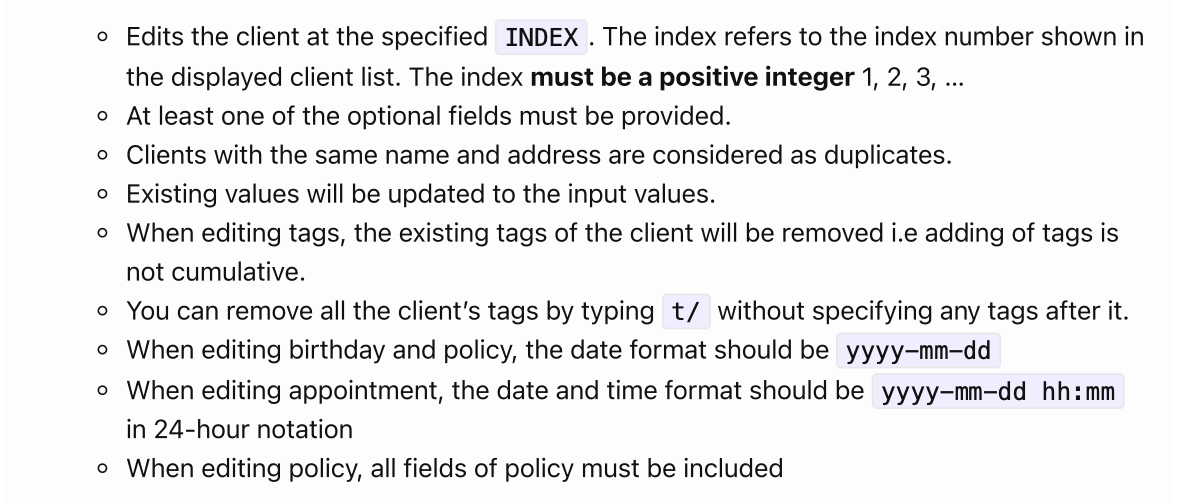 Edits the client at the specified INDEX. The index refers to the index number shown in
the displayed client list. The index must be a positive integer 1, 2, 3, …
At least one of the optional fields must be provided.
Clients with the same name and address are considered as duplicates.
Existing values will be updated to the input values.
When editing tags, the existing tags of the client will be removed i.e adding of tags is
not cumulative.
You can remove all the client’s tags by typing t/ without specifying any tags after it.
When editing birthday and policy, the date format should be yyyy-mm-dd
When editing appointment, the date and time format should be yyyy-mm-dd hh:mm
in 24-hour notation
When editing policy, all fields of policy must be included